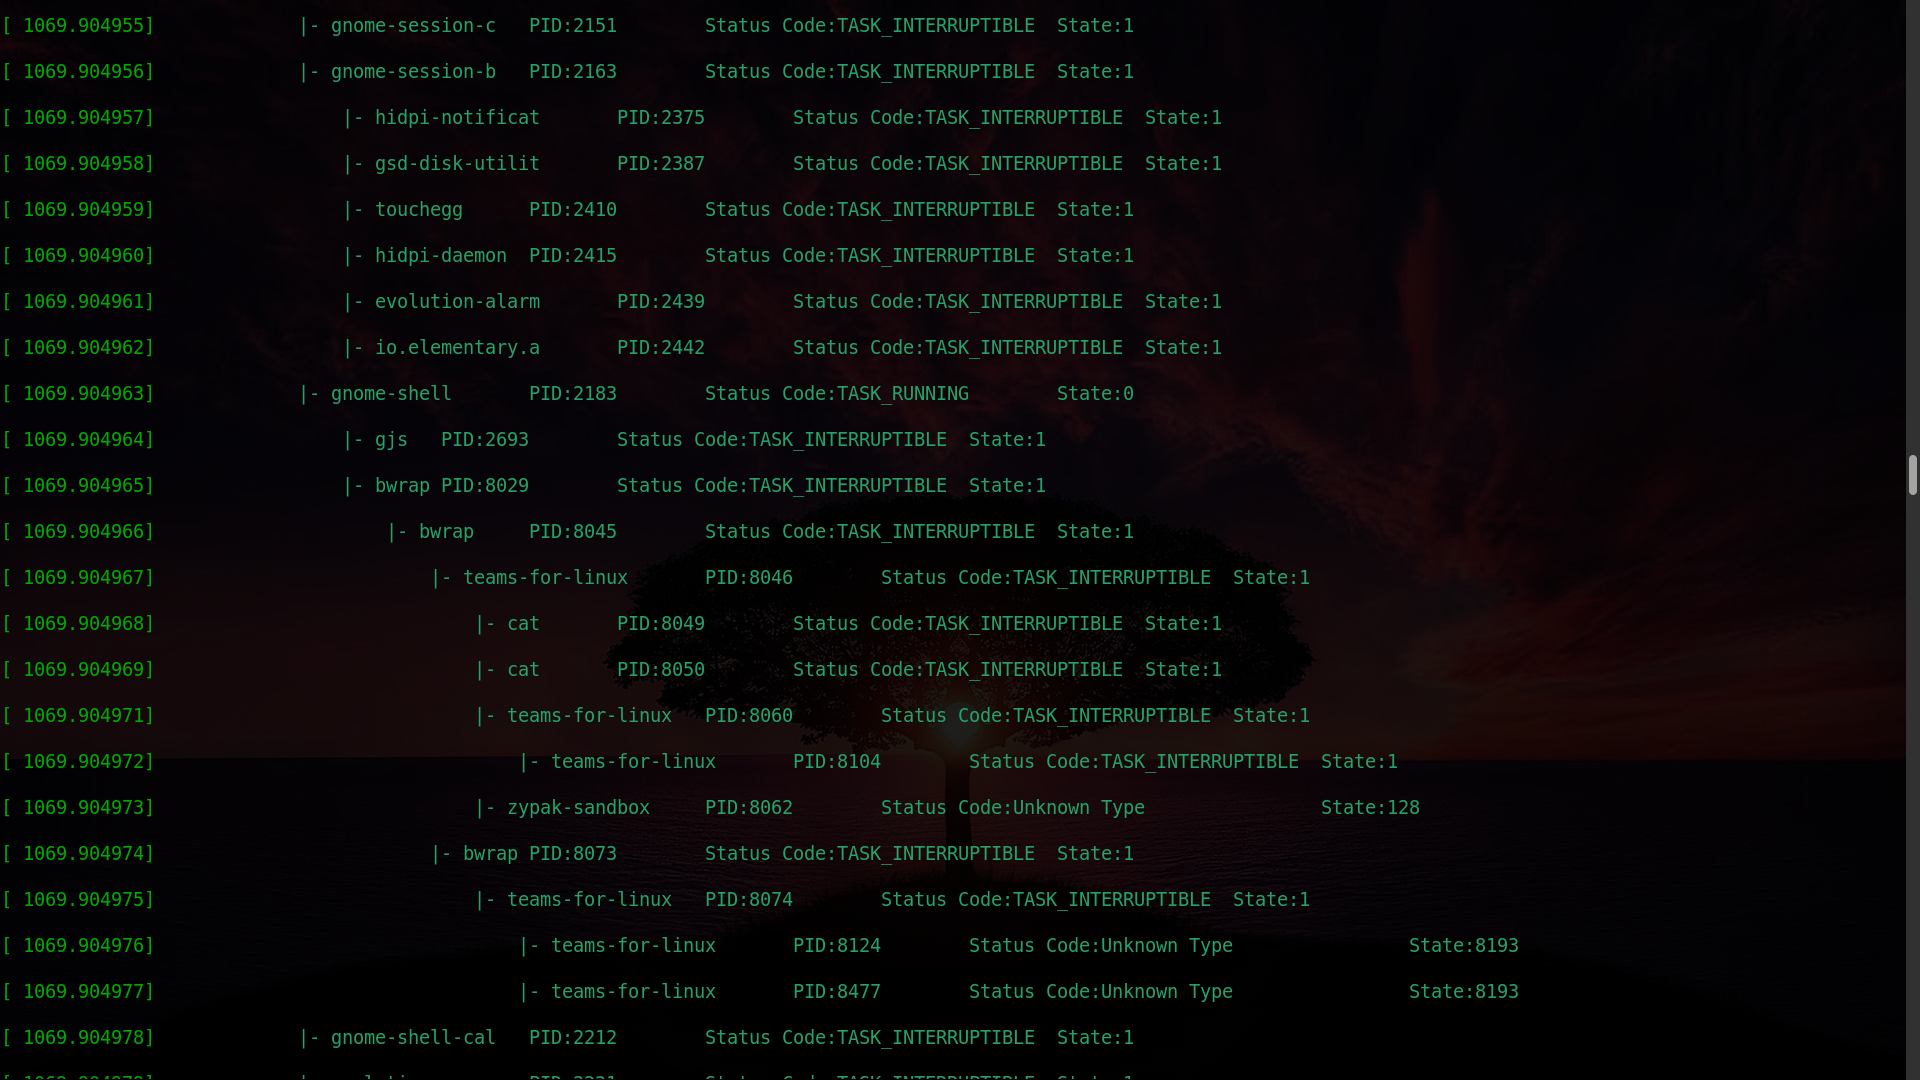 [ 1069.904955] |- gnome-session-c PID:2151 Status Code:TASK_INTERRUPTIBLE State:1
[ 1069.904956] |- gnome-session-b PID:2163 Status Code:TASK_INTERRUPTIBLE State:1
[ 1069.904957] |- hidpi-notificat PID:2375 Status Code:TASK_INTERRUPTIBLE State:1
[ 1069.904958] |- gsd-disk-utilit PID:2387 Status Code:TASK_INTERRUPTIBLE State:1
[ 1069.904959] |- touchegg PID:2410 Status Code:TASK_INTERRUPTIBLE State:1
[ 1069.904960] |- hidpi-daemon PID:2415 Status Code:TASK_INTERRUPTIBLE State:1
[ 1069.904961] |- evolution-alarm PID:2439 Status Code:TASK_INTERRUPTIBLE State:1
[ 1069.904962] |- io.elementary.a PID:2442 Status Code:TASK_INTERRUPTIBLE State:1
[ 1069.904963] |- gnome-shell PID:2183 Status Code:TASK_RUNNING State:0
[ 1069.904964] |- gjs PID:2693 Status Code:TASK_INTERRUPTIBLE State:1
[ 1069.904965] |- bwrap PID:8029 Status Code:TASK_INTERRUPTIBLE State:1
[ 1069.904966] |- bwrap PID:8045 Status Code:TASK_INTERRUPTIBLE State:1
[ 1069.904967] |- teams-for-linux PID:8046 Status Code:TASK_INTERRUPTIBLE State:1
[ 1069.904968] |- cat PID:8049 Status Code:TASK_INTERRUPTIBLE State:1
[ 1069.904969] |- cat PID:8050 Status Code:TASK_INTERRUPTIBLE State:1
[ 1069.904971] |- teams-for-linux PID:8060 Status Code:TASK_INTERRUPTIBLE State:1
[ 1069.904972] |- teams-for-linux PID:8104 Status Code:TASK_INTERRUPTIBLE State:1
[ 1069.904973] |- zypak-sandbox PID:8062 Status Code:Unknown Type State:128
[ 1069.904974] |- bwrap PID:8073 Status Code:TASK_INTERRUPTIBLE State:1
[ 1069.904975] |- teams-for-linux PID:8074 Status Code:TASK_INTERRUPTIBLE State:1
[ 1069.904976] |- teams-for-linux PID:8124 Status Code:Unknown Type State:8193
[ 1069.904977] |- teams-for-linux PID:8477 Status Code:Unknown Type State:8193
[ 1069.904978] |- gnome-shell-cal PID:2212 Status Code:TASK_INTERRUPTIBLE State:1